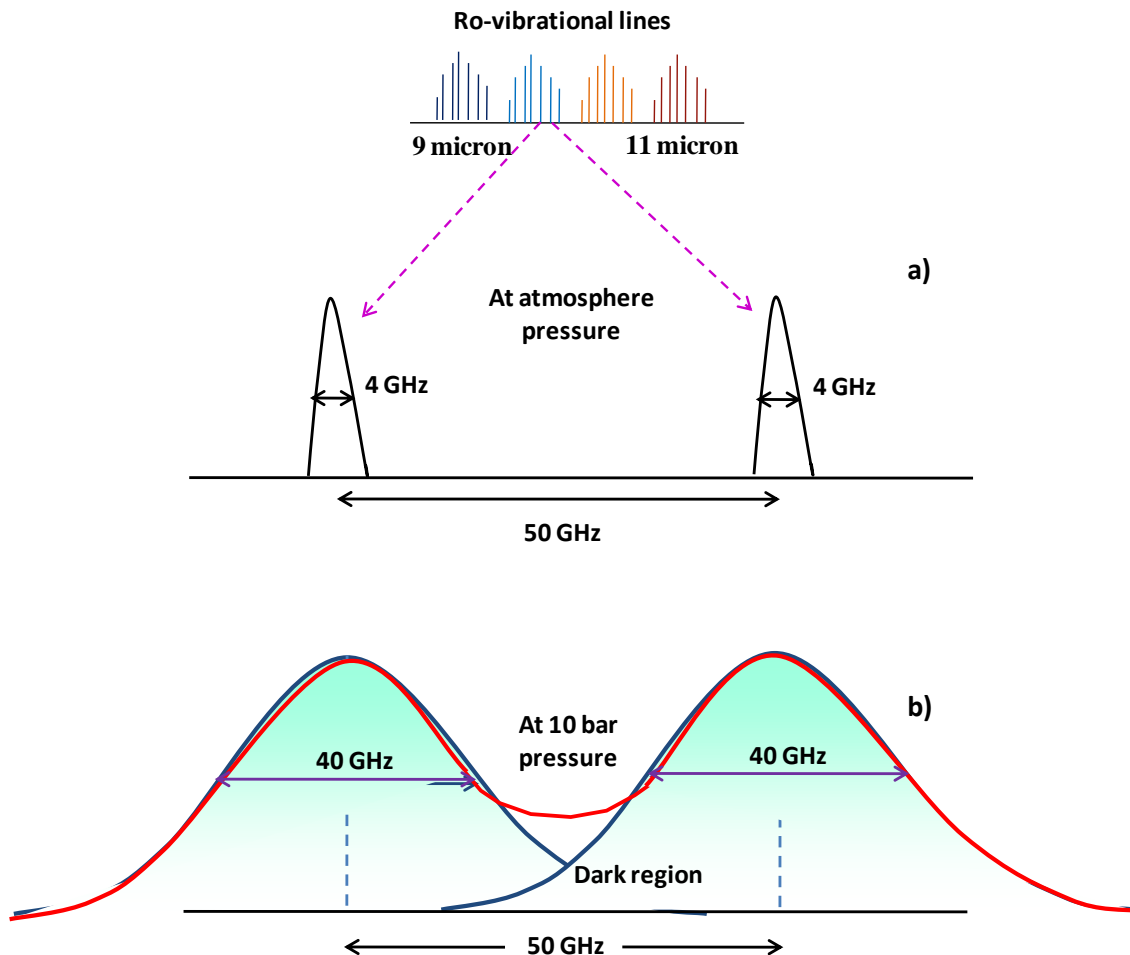 Ro-vibrational lines
9 micron
11 micron
a)
At atmosphere
pressure
4 GHz
4 GHz
50 GHz
b)
At 10 bar
pressure
40 GHz
40 GHz
Dark region
50 GHz